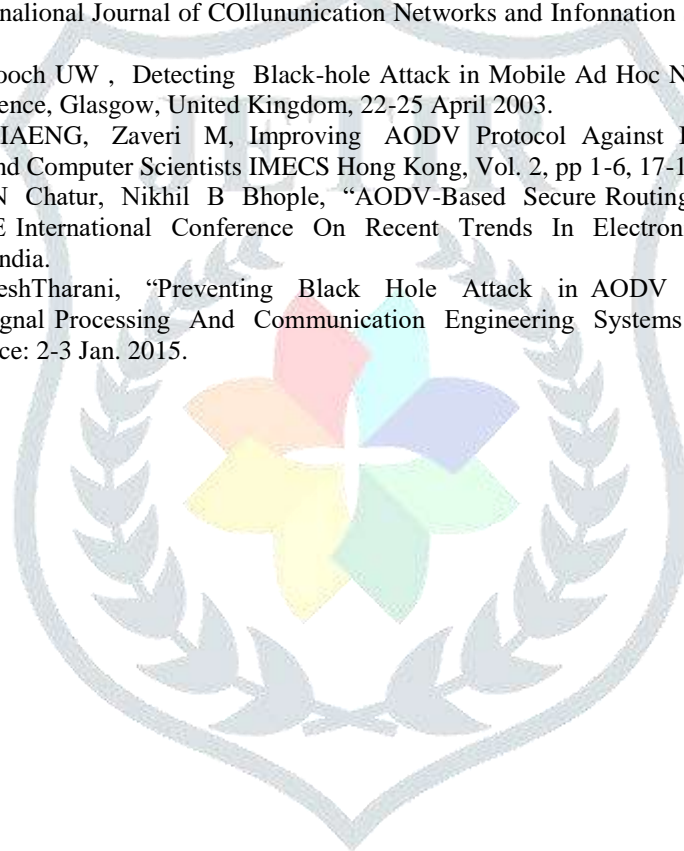 nalional Journal of COllununication Networks and Infonnation
ooch UW , Detecting Black-hole Attack in Mobile Ad Hoc N
ence, Glasgow, United Kingdom, 22-25 April 2003.
IAENG, Zaveri M, Improving AODV Protocol Against
nd Computer Scientists IMECS Hong Kong, Vol. 2, pp 1-6, 17-1
N Chatur, Nikhil B Bhople, “AODV-Based Secure Routing
E International Conference On Recent Trends In Electron
ndia.
eshTharani, “Preventing Black Hole Attack in AODV
gnal Processing And Communication Engineering Systems
ce: 2-3 Jan. 2015.
JETIR